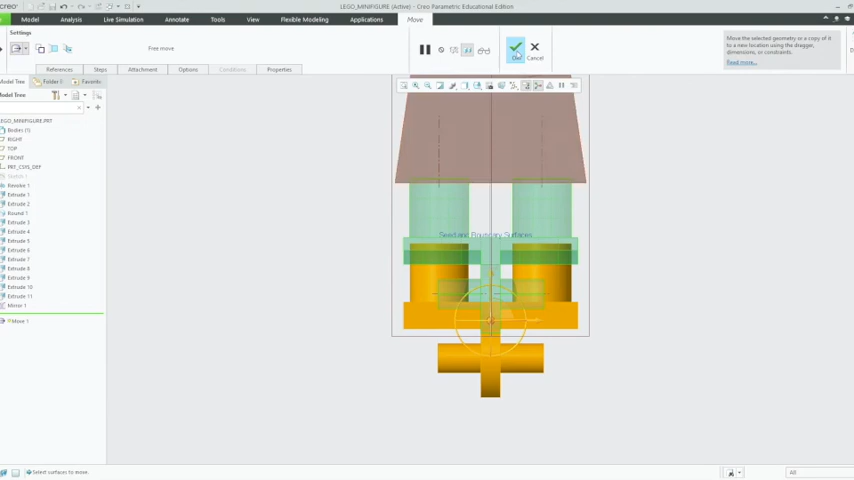 creo
LEGO_MINIFIGURE (Active) - Creo Parametric Educational Edition
Model Analysis Live Simulation Annotate Tools View Flexible Modeling Applications Move
Settings
Free move
OK Cancel
Move the selected geometry or a copy of it to a new location using the dragger, dimensions, or constraints.
Read more...
References Steps Attachment Options Conditions Properties
Model Tree Favorites
Model Tree
LEGO_MINIFIGURE.PRT
Bodies (1)
RIGHT
TOP
FRONT
PRT_CSYS_DEF
Sketch 1
Revolve 1
Extrude 1
Extrude 2
Round 1
Extrude 3
Extrude 4
Extrude 5
Extrude 6
Extrude 7
Extrude 8
Extrude 9
Extrude 10
Extrude 11
Mirror 1
Move 1
Seed and Boundary Surfaces
Select surfaces to move.
All